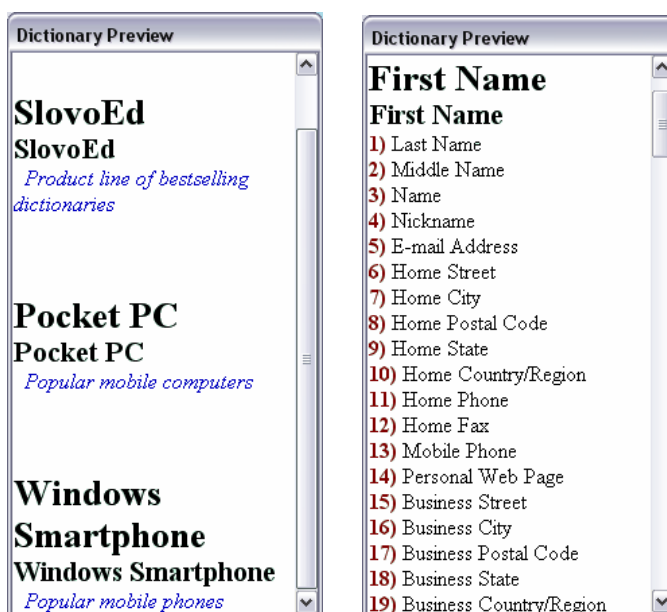 Dictionary Preview
SlovoEd
SlovoEd
Product line of bestselling
dictionaries
Pocket PC
Pocket PC
Popular mobile computers
Windows
Smartphone
Windows Smartphone
Popular mobile phones
Dictionary Preview
First Name
First Name
1) Last Name
2) Middle Name
3) Name
4) Nickname
5) E-mail Address
6) Home Street
7) Home City
8) Home Postal Code
9) Home State
10) Home Country/Region
11) Home Phone
12) Home Fax
13) Mobile Phone
14) Personal Web Page
15) Business Street
16) Business City
17) Business Postal Code
18) Business State
19) Business Country/Region